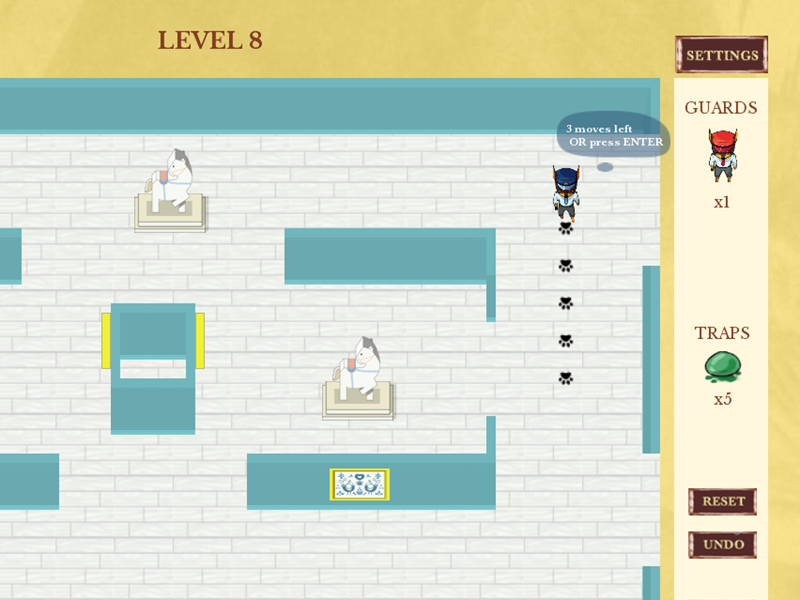 LEVEL 8
SETTINGS
GUARDS
3 moves left
OR press ENTER
x1
TRAPS
x5
RESET
UNDO